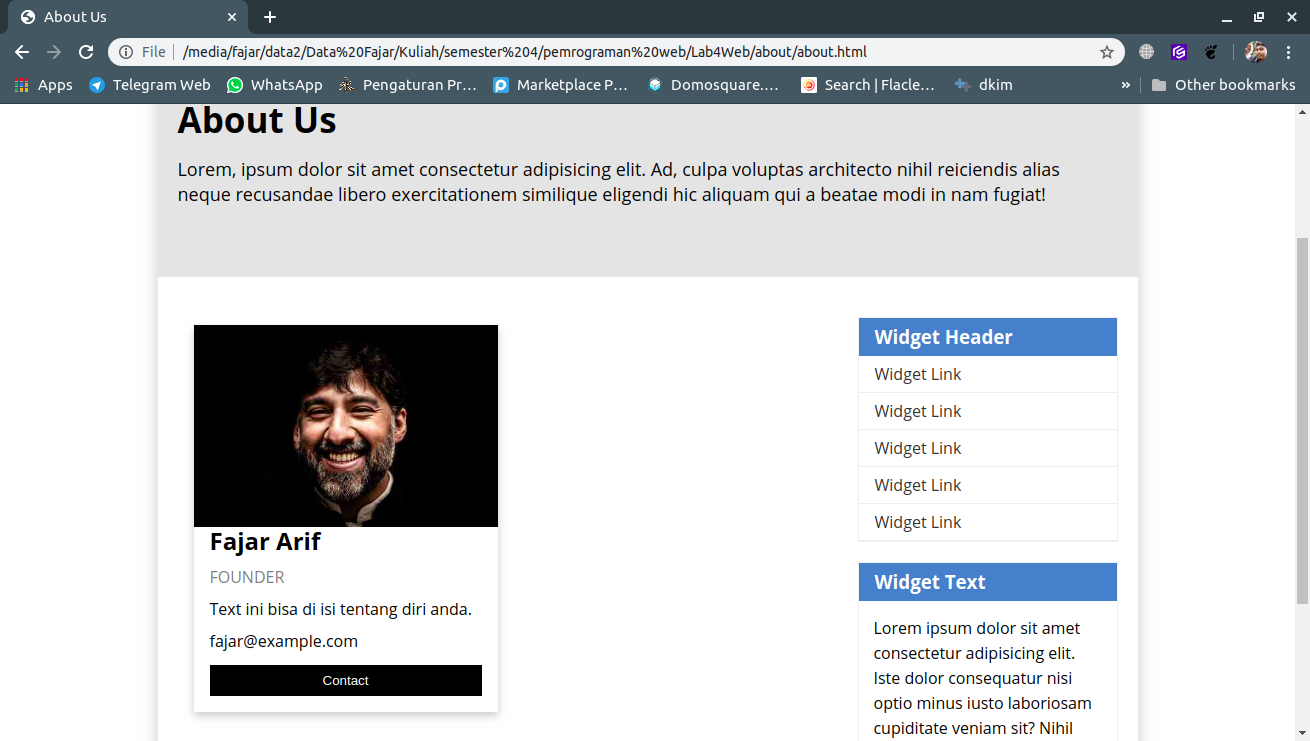 About Us
File
/media/fajar/data2/Data%20Fajar/Kuliah/semester%204/pemrograman%20web/Lab4Web/about/about.html
Apps
Telegram Web
WhatsApp
Pengaturan Pr…
Marketplace P…
Domosquare.…
Search | Flacle…
dkim
»
Other bookmarks
About Us
Lorem, ipsum dolor sit amet consectetur adipisicing elit. Ad, culpa voluptas architecto nihil reiciendis alias
neque recusandae libero exercitationem similique eligendi hic aliquam qui a beatae modi in nam fugiat!
Fajar Arif
FOUNDER
Text ini bisa di isi tentang diri anda.
fajar@example.com
Contact
Widget Header
Widget Link
Widget Link
Widget Link
Widget Link
Widget Link
Widget Text
Lorem ipsum dolor sit amet
consectetur adipisicing elit.
Iste dolor consequatur nisi
optio minus iusto laboriosam
cupiditate veniam sit? Nihil